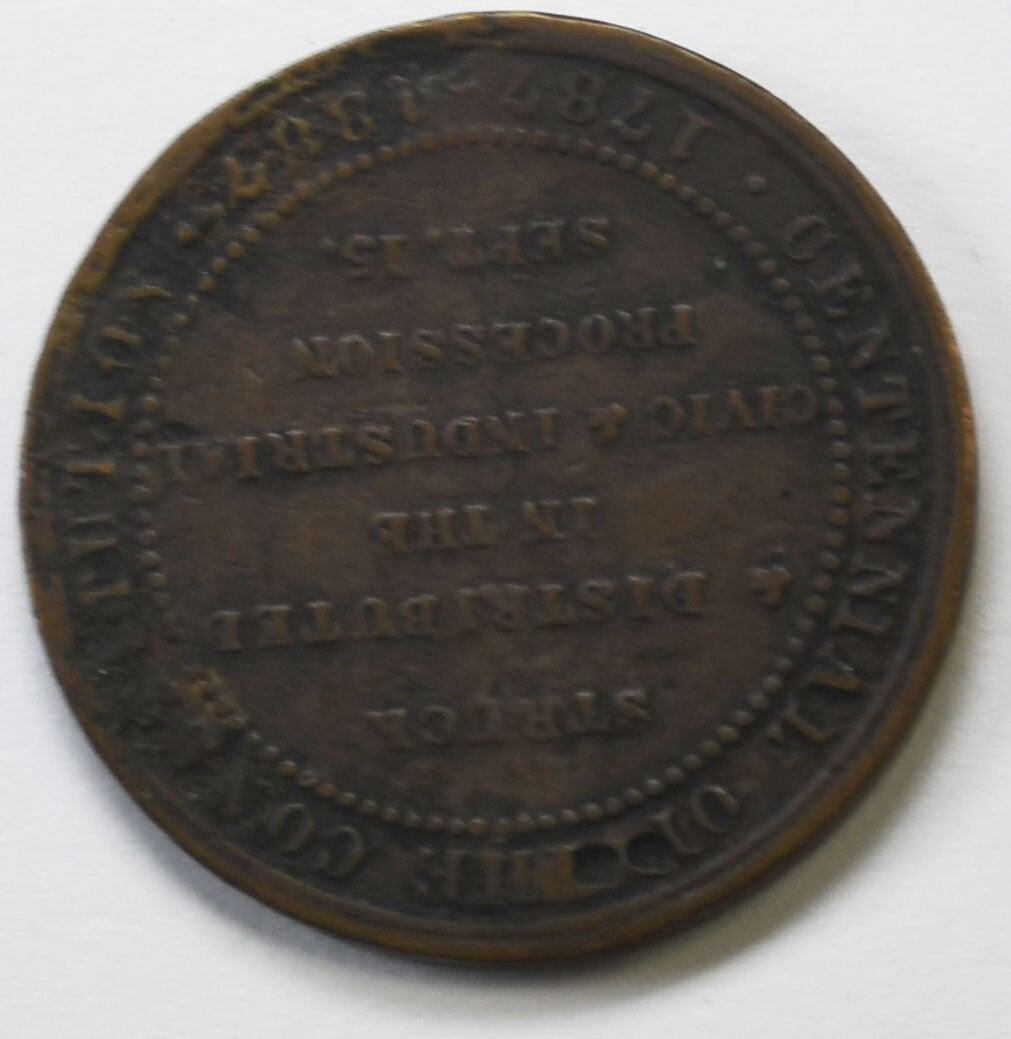 CENTENNIAL OF THE CONSTITUTION
· 1787-1887 ·
STRUCK
& DISTRIBUTED
IN THE
CIVIC & INDUSTRIAL
PROCESSION
SEPT. 15.